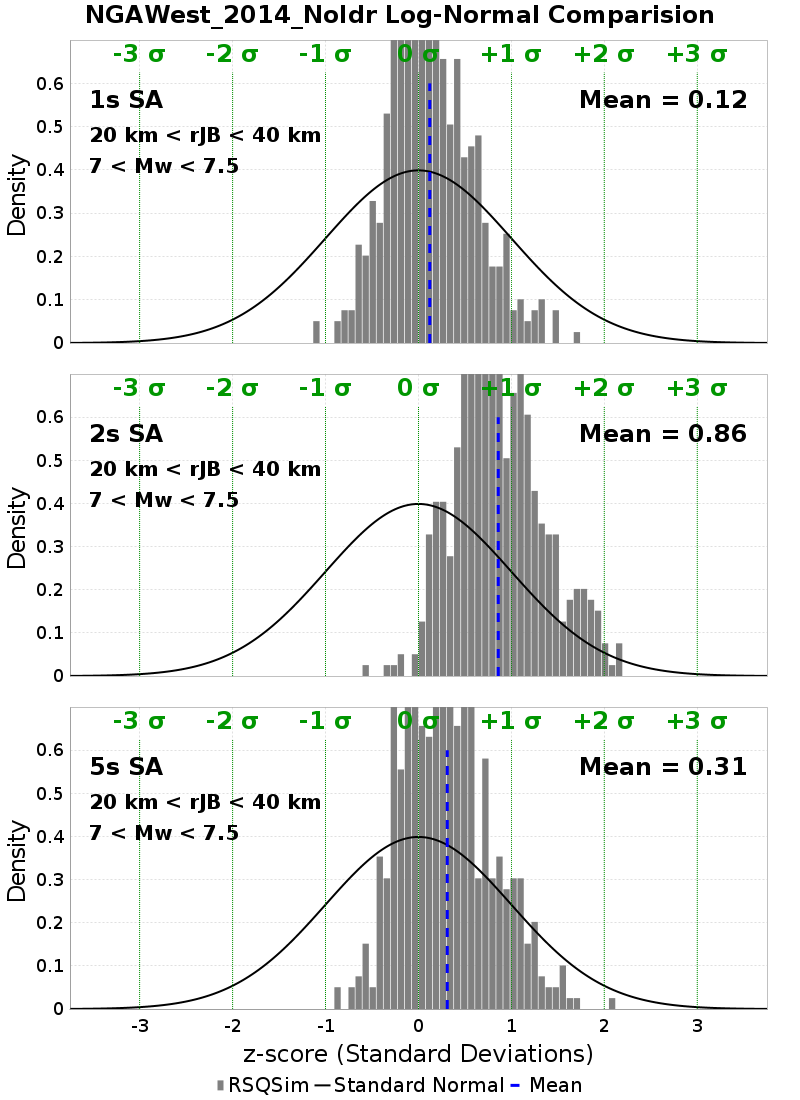 NGAWest_2014_NoIdr Log-Normal Comparision
-3 σ -2 σ -1 σ 0 σ +1 σ +2 σ +3 σ
1s SA Mean = 0.12
20 km < rJB < 40 km
7 < Mw < 7.5
Density
0.6
0.5
0.4
0.3
0.2
0.1
0
-3 σ -2 σ -1 σ 0 σ +1 σ +2 σ +3 σ
2s SA Mean = 0.86
20 km < rJB < 40 km
7 < Mw < 7.5
Density
0.6
0.5
0.4
0.3
0.2
0.1
0
-3 σ -2 σ -1 σ 0 σ +1 σ +2 σ +3 σ
5s SA Mean = 0.31
20 km < rJB < 40 km
7 < Mw < 7.5
Density
0.6
0.5
0.4
0.3
0.2
0.1
0
-3 -2 -1 0 1 2 3
z-score (Standard Deviations)
RSQSim Standard Normal Mean